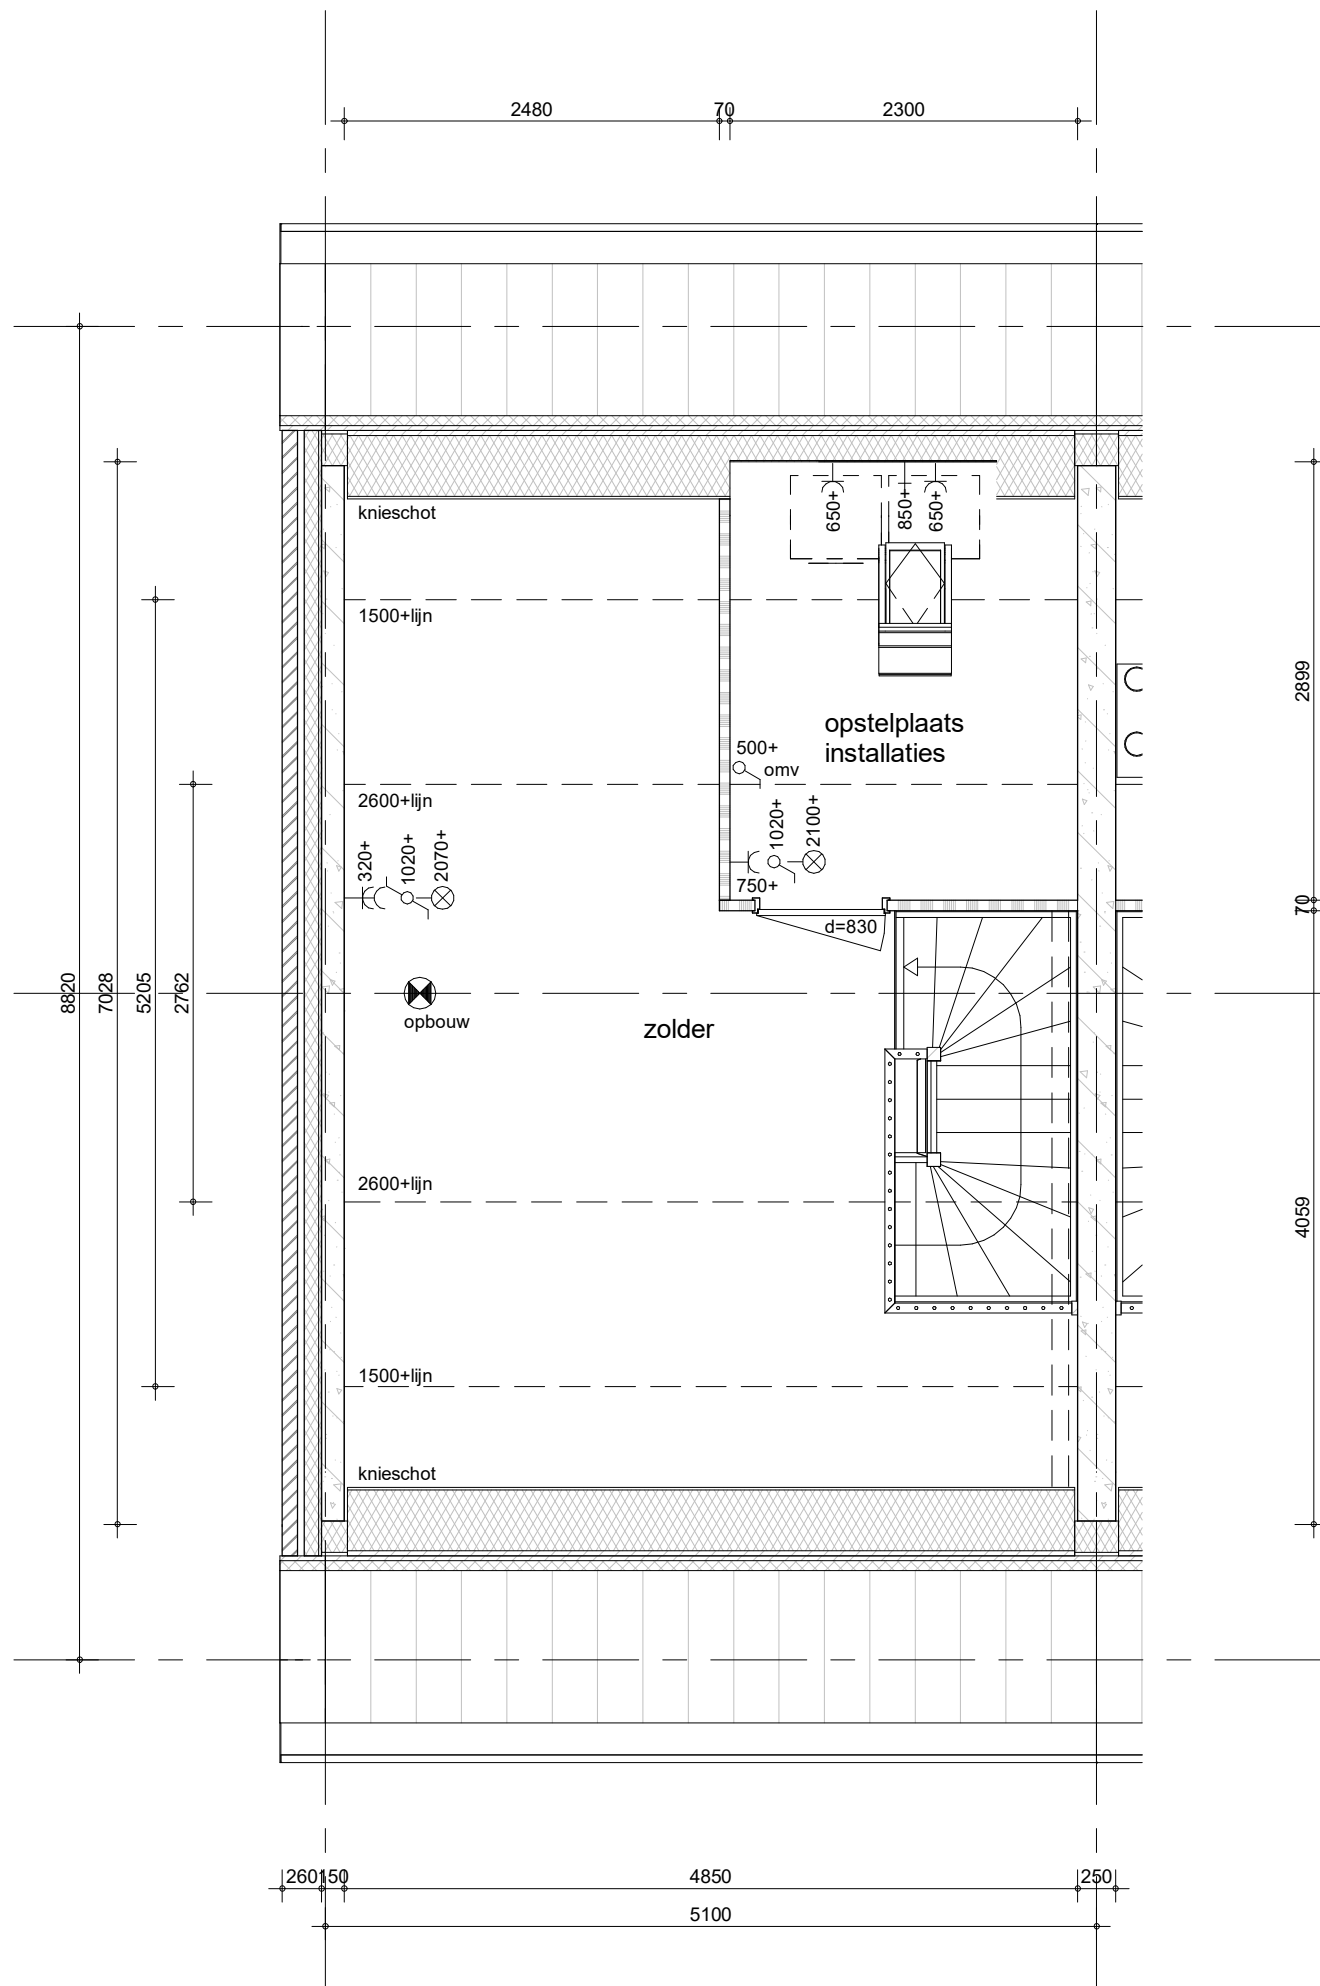 2480
70
2300
knieschot
650+
850+
650+
1500+lijn
2899
opstelplaats
installaties
500+
omv
2600+lijn
320+
1020+
2070+
1020+
2100+
750+
70
d=830
8820
7028
5205
2762
opbouw
zolder
2600+lijn
4059
1500+lijn
knieschot
260
150
4850
250
5100